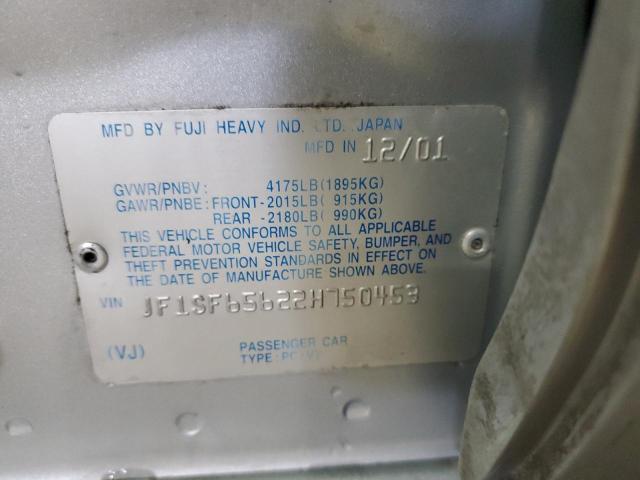 MFD BY FUJI HEAVY IND. LTD. JAPAN
MFD IN 12/01
GVWR/PNBV: 4175LB(1895KG)
GAWR/PNBE: FRONT-2015LB( 915KG)
REAR -2180LB( 990KG)
THIS VEHICLE CONFORMS TO ALL APPLICABLE
FEDERAL MOTOR VEHICLE SAFETY, BUMPER, AND
THEFT PREVENTION STANDARDS IN EFFECT ON
THE DATE OF MANUFACTURE SHOWN ABOVE.
VIN JF1SF65622H750453
(VJ) PASSENGER CAR
TYPE: